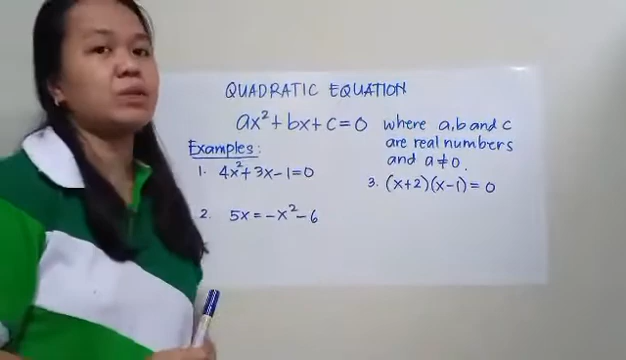 QUADRATIC EQUATION
ax² + bx + c = 0 where a, b and c
are real numbers
and a ≠ 0.
Examples:
1. 4x² + 3x - 1 = 0
3. (x+2)(x-1) = 0
2. 5x = -x² - 6